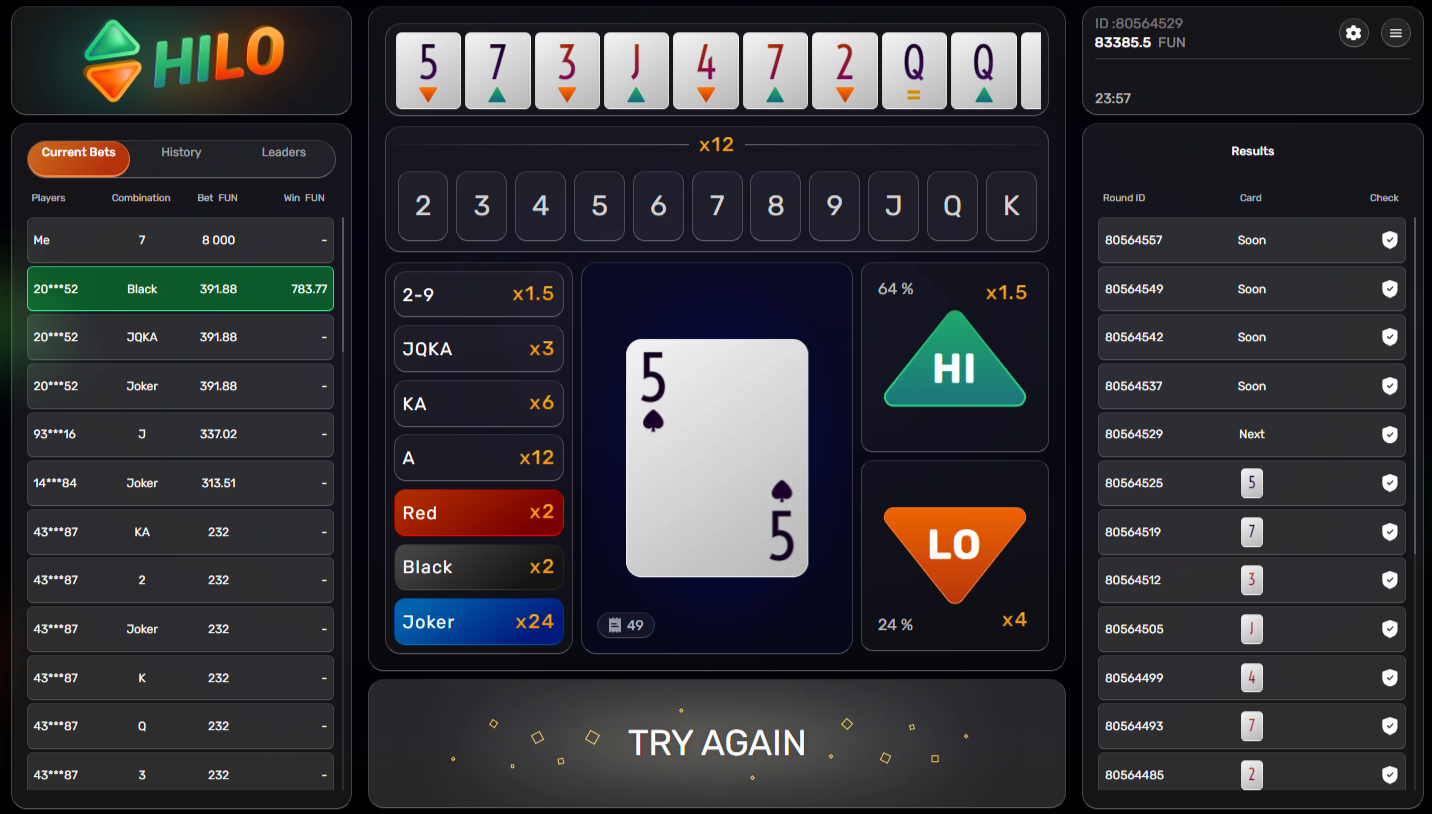 HILO
Current Bets History Leaders
Players Combination Bet FUN Win FUN
Me 7 8 000 -
20***52 Black 391.88 783.77
20***52 JQKA 391.88 -
20***52 Joker 391.88 -
93***16 J 337.02 -
14***84 Joker 313.51 -
43***87 KA 232 -
43***87 2 232 -
43***87 Joker 232 -
43***87 K 232 -
43***87 Q 232 -
43***87 3 232 -
5 7 3 J 4 7 2 Q Q
=
x12
2 3 4 5 6 7 8 9 J Q K
2-9 x1.5
JQKA x3
KA x6
A x12
Red x2
Black x2
Joker x24
5
5
49
64 % x1.5
HI
LO
24 % x4
TRY AGAIN
ID :80564529
83385.5 FUN
23:57
Results
Round ID Card Check
80564557 Soon
80564549 Soon
80564542 Soon
80564537 Soon
80564529 Next
80564525 5
80564519 7
80564512 3
80564505 J
80564499 4
80564493 7
80564485 2